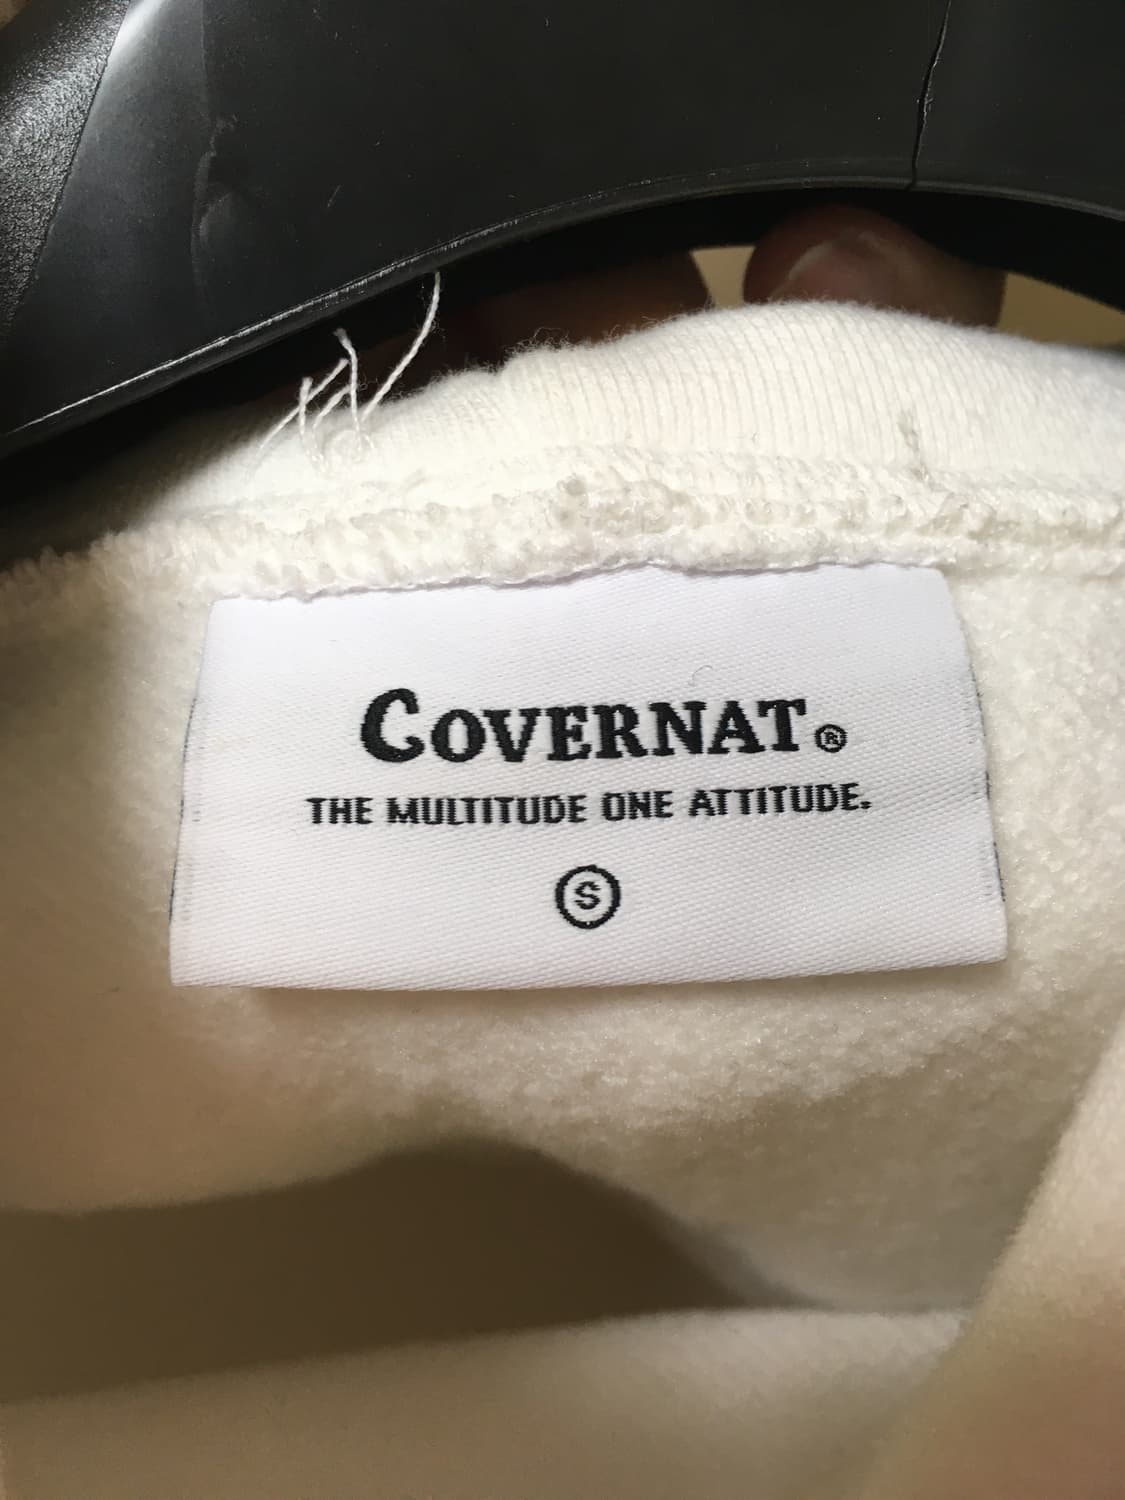 COVERNAT®
THE MULTITUDE ONE ATTITUDE.
S